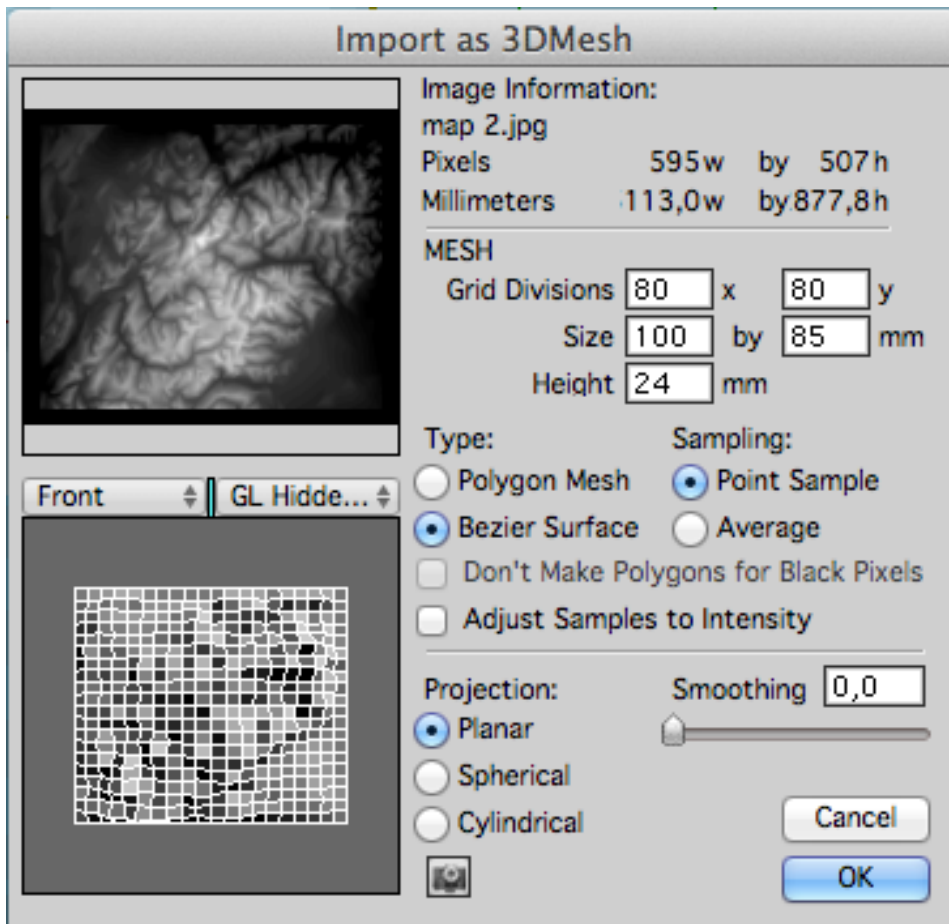 Import as 3DMesh
Image Information:
map 2.jpg
Pixels 595w by 507h
Millimeters 113,0w by 877,8h
MESH
Grid Divisions 80 x 80 y
Size 100 by 85 mm
Height 24 mm
Type: Sampling:
Polygon Mesh Point Sample
Bezier Surface Average
Don't Make Polygons for Black Pixels
Adjust Samples to Intensity
Front GL Hidde...
Projection: Smoothing 0,0
Planar
Spherical
Cylindrical
Cancel
OK